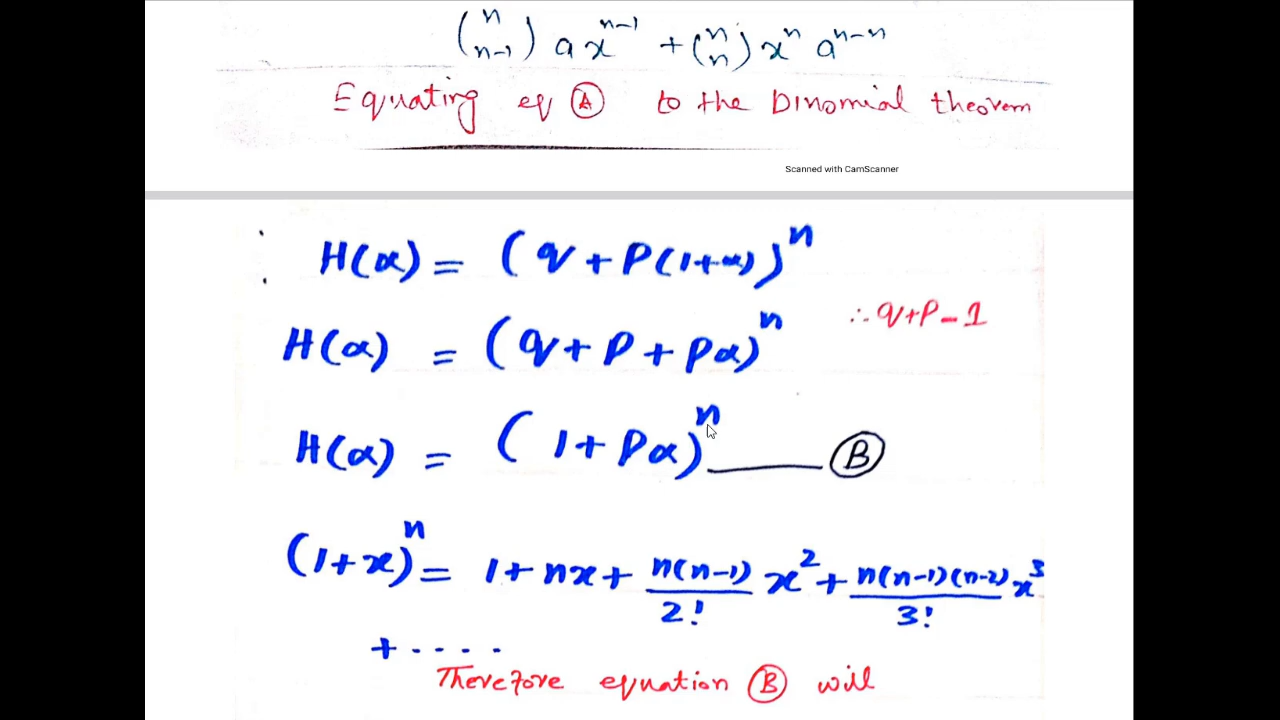 (n n-1) a x^{n-1} + (n n) x^n a^{n-n}
Equating eq (A) to the Binomial theorem
Scanned with CamScanner
H(α) = (q + P(1+α))^n
∴ q+P = 1
H(α) = (q + P + Pα)^n
H(α) = (1 + Pα)^n ——— (B)
(1+x)^n = 1 + nx + n(n-1)/2! x^2 + n(n-1)(n-2)/3! x^3
+ ....
Therefore equation (B) will